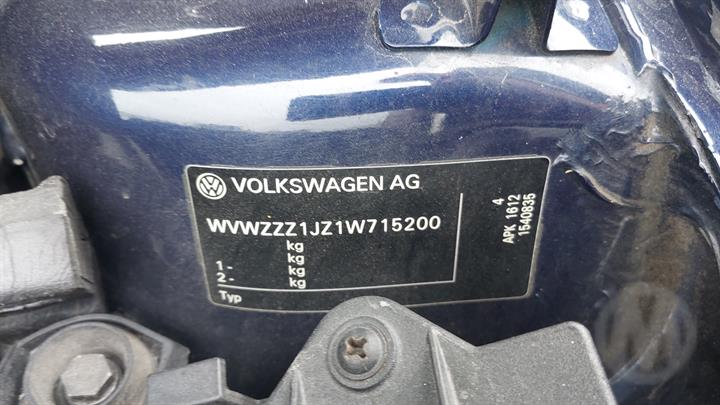 VOLKSWAGEN AG
WVWZZZ1JZ1W715200
kg
kg
1 - kg
2 - kg
Typ
4
APK 1612
1540835